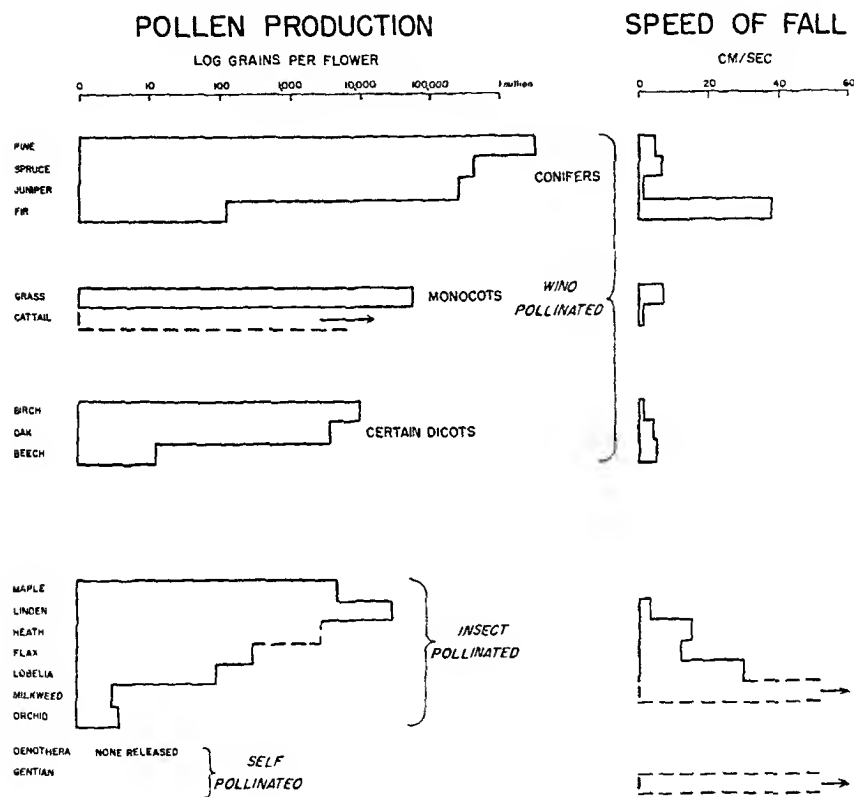 POLLEN PRODUCTION
LOG GRAINS PER FLOWER
0 10 100 1,000 10,000 100,000 1 million
SPEED OF FALL
CM/SEC
0 20 40 60
PINE
SPRUCE
JUNIPER
FIR
CONIFERS
GRASS
CATTAIL
MONOCOTS
WIND
POLLINATED
BIRCH
OAK
BEECH
CERTAIN DICOTS
MAPLE
LINDEN
HEATH
FLAX
LOBELIA
MILKWEED
ORCHID
INSECT
POLLINATED
OENOTHERA NONE RELEASED
GENTIAN
SELF
POLLINATED